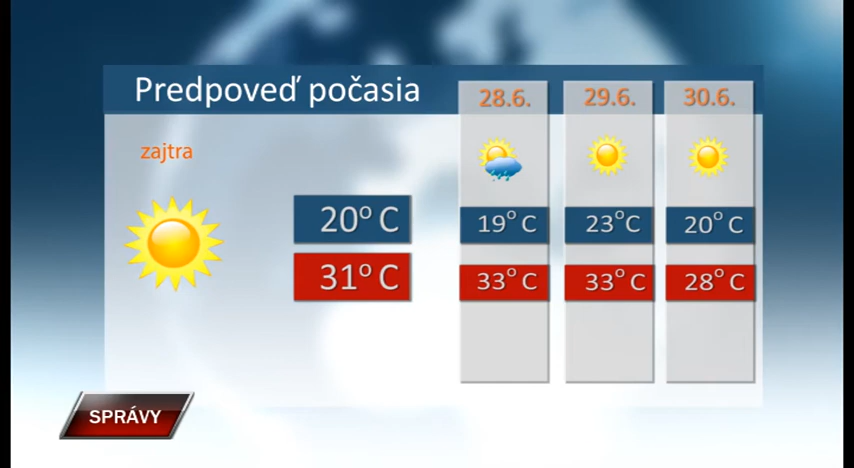 Predpoveď počasia
zajtra
20° C
31° C
28.6.
19° C
33° C
29.6.
23°C
33° C
30.6.
20° C
28° C
SPRÁVY